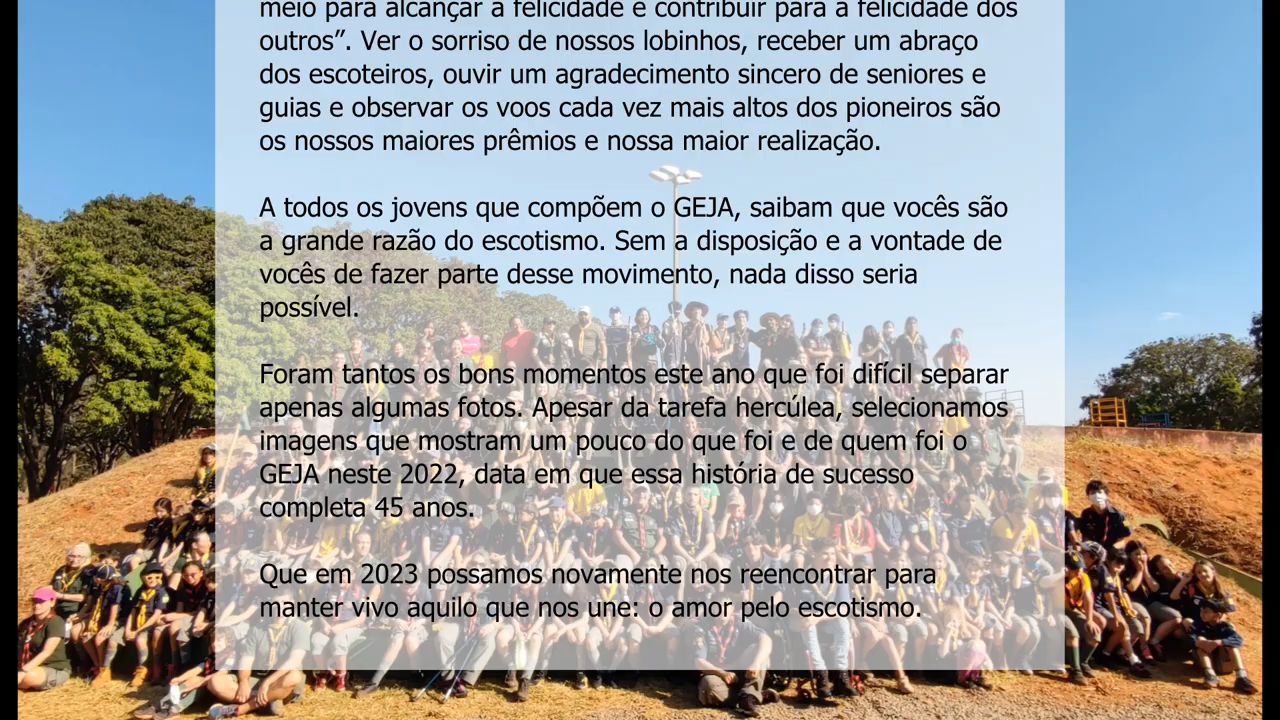 meio para alcançar a felicidade e contribuir para a felicidade dos
outros”. Ver o sorriso de nossos lobinhos, receber um abraço
dos escoteiros, ouvir um agradecimento sincero de seniores e
guias e observar os voos cada vez mais altos dos pioneiros são
os nossos maiores prêmios e nossa maior realização.
A todos os jovens que compõem o GEJA, saibam que vocês são
a grande razão do escotismo. Sem a disposição e a vontade de
vocês de fazer parte desse movimento, nada disso seria
possível.
Foram tantos os bons momentos este ano que foi difícil separar
apenas algumas fotos. Apesar da tarefa hercúlea, selecionamos
imagens que mostram um pouco do que foi e de quem foi o
GEJA neste 2022, data em que essa história de sucesso
completa 45 anos.
Que em 2023 possamos novamente nos reencontrar para
manter vivo aquilo que nos une: o amor pelo escotismo.